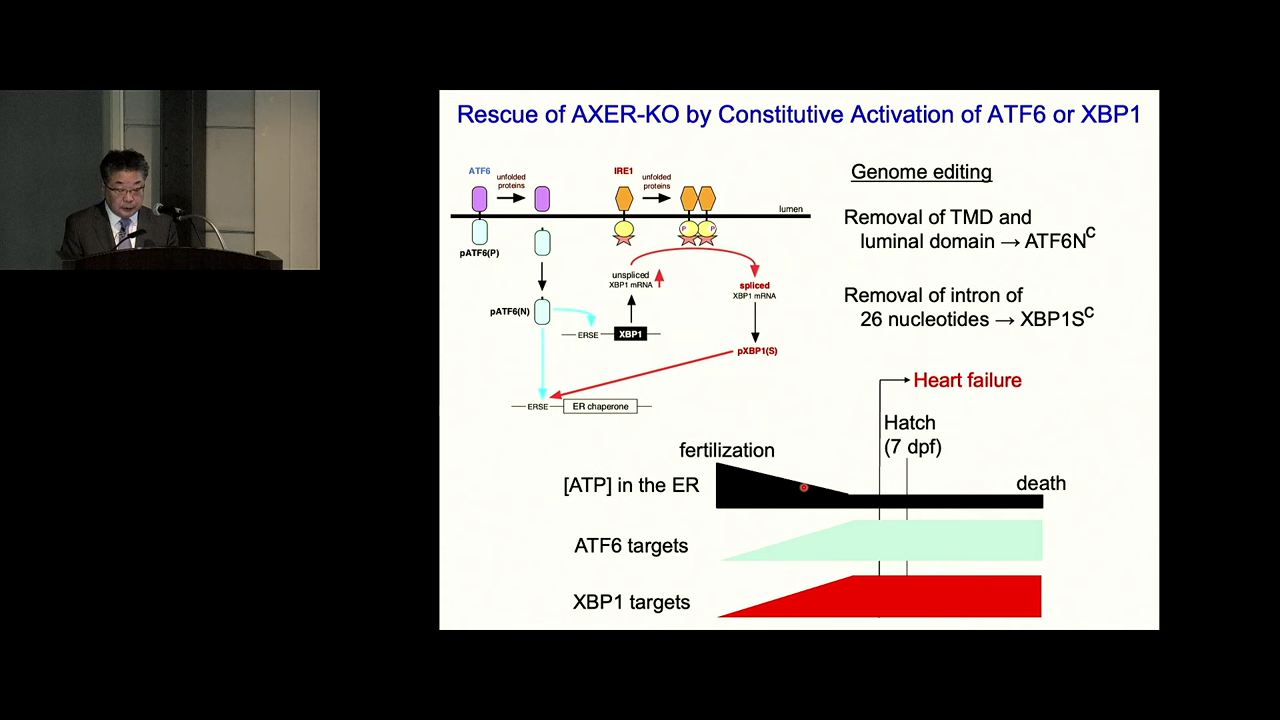 Rescue of AXER-KO by Constitutive Activation of ATF6 or XBP1
ATF6
unfolded
proteins
IRE1
unfolded
proteins
lumen
P
P
pATF6(P)
unspliced
XBP1 mRNA
spliced
XBP1 mRNA
pATF6(N)
ERSE
XBP1
pXBP1(S)
ERSE
ER chaperone
Genome editing
Removal of TMD and
luminal domain → ATF6Nᶜ
Removal of intron of
26 nucleotides → XBP1Sᶜ
Heart failure
Hatch
(7 dpf)
fertilization
[ATP] in the ER
death
ATF6 targets
XBP1 targets